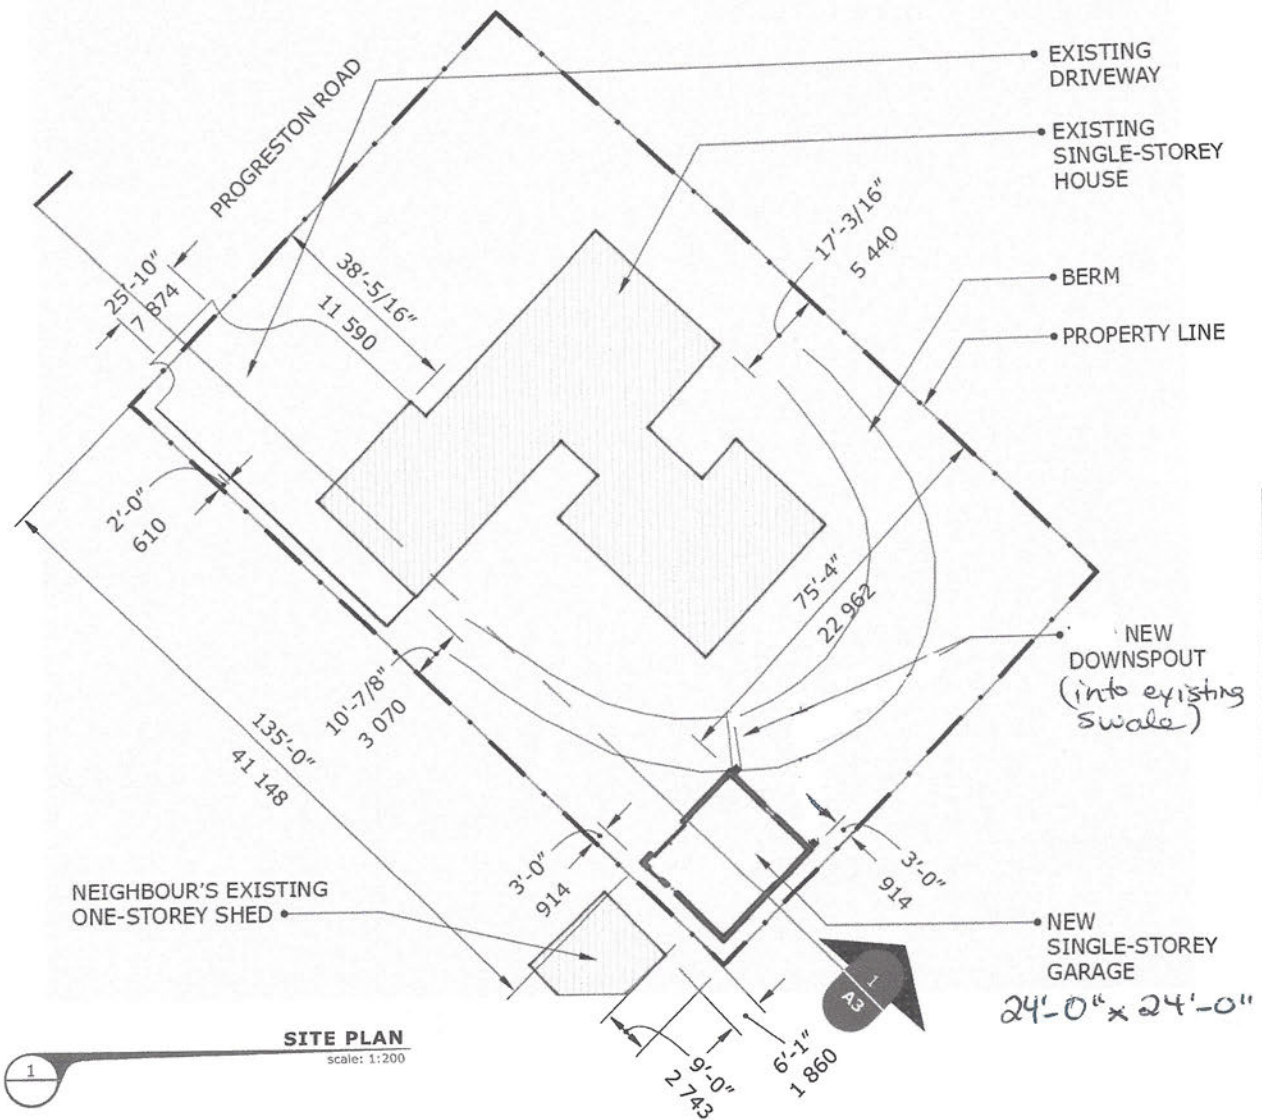 EXISTING
DRIVEWAY
PROGRESTON ROAD
EXISTING
SINGLE-STOREY
HOUSE
17'-3/16"
5 440
25'-10"
7 874
38'-5/16"
11 590
BERM
PROPERTY LINE
2'-0"
610
75'-4"
22 962
NEW
DOWNSPOUT
(into existing
swale)
10'-7/8"
3 070
135'-0"
41 148
3'-0"
914
3'-0"
914
NEIGHBOUR'S EXISTING
ONE-STOREY SHED
NEW
SINGLE-STOREY
GARAGE
24'-0" x 24'-0"
1
A3
6'-1"
1 860
9'-0"
2 743
1
SITE PLAN
scale: 1:200